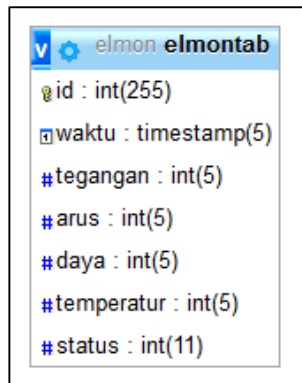 v elmon elmontab
id : int(255)
waktu : timestamp(5)
# tegangan : int(5)
# arus : int(5)
# daya : int(5)
# temperatur : int(5)
# status : int(11)